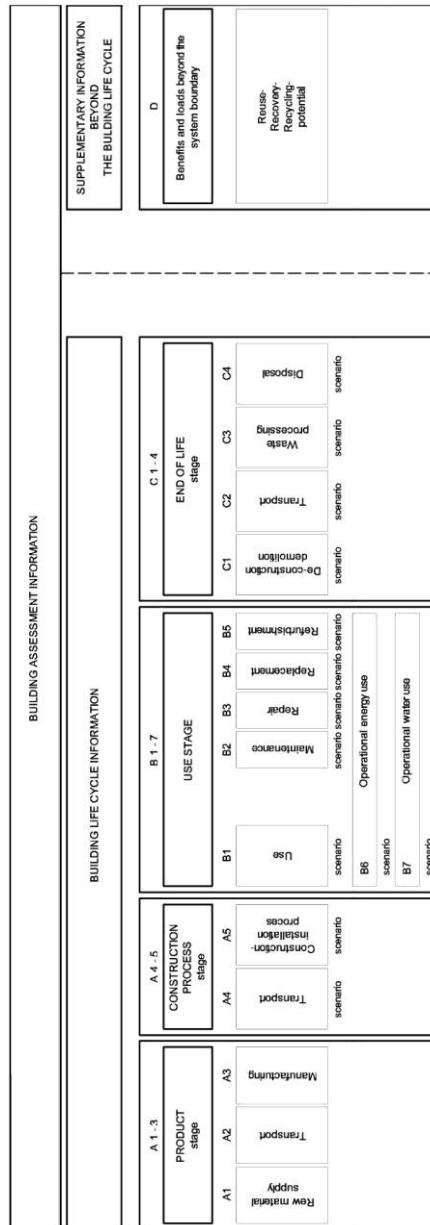 BUILDING ASSESSMENT INFORMATION
BUILDING LIFE CYCLE INFORMATION
SUPPLEMENTARY INFORMATION
BEYOND
THE BULDING LIFE CYCLE
A 1 - 3
PRODUCT
stage
A1
Rew material
supply
A2
Transport
A3
Manufacturing
A 4 - 5
CONSTRUCTION
PROCESS
stage
A4
Transport
scenario
A5
Construction-
installation
proces
scenario
B 1 - 7
USE STAGE
B1
Use
scenario
B2
Maintenance
scenario
B3
Repair
scenario
B4
Replacement
scenario
B5
Refurbishment
scenario
B6
Operational energy use
scenario
B7
Operational water use
scenario
C 1 - 4
END OF LIFE
stage
C1
De-construction
demolition
scenario
C2
Transport
scenario
C3
Waste
processing
scenario
C4
Disposal
scenario
D
Benefits and loads beyond the
system boundary
Reuse-
Recovery-
Recycling-
potential